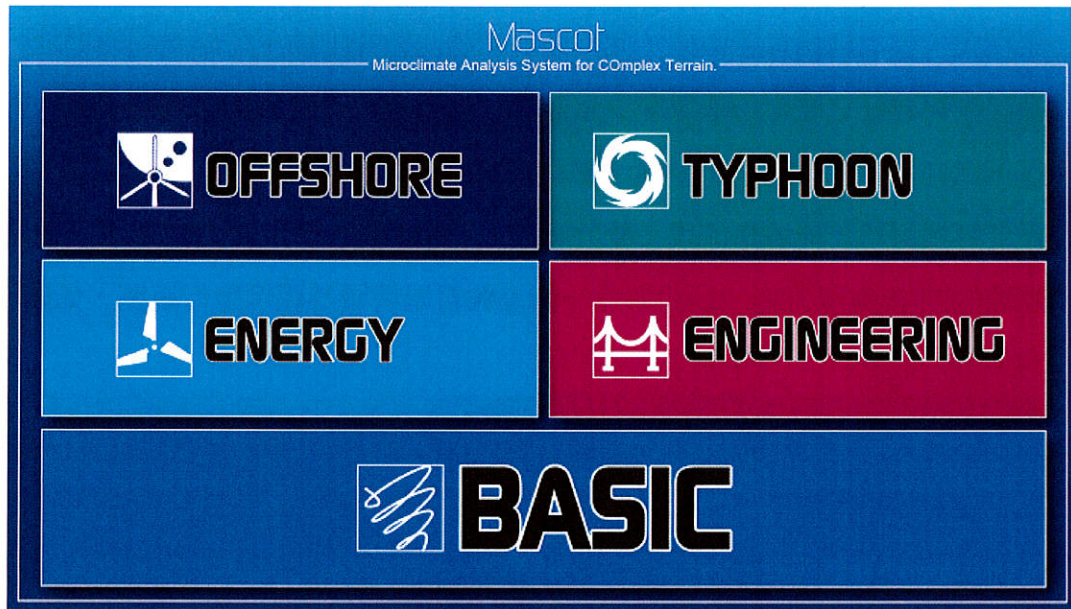 Mascot
Microclimate Analysis System for COmplex Terrain.
OFFSHORE
TYPHOON
ENERGY
ENGINEERING
BASIC